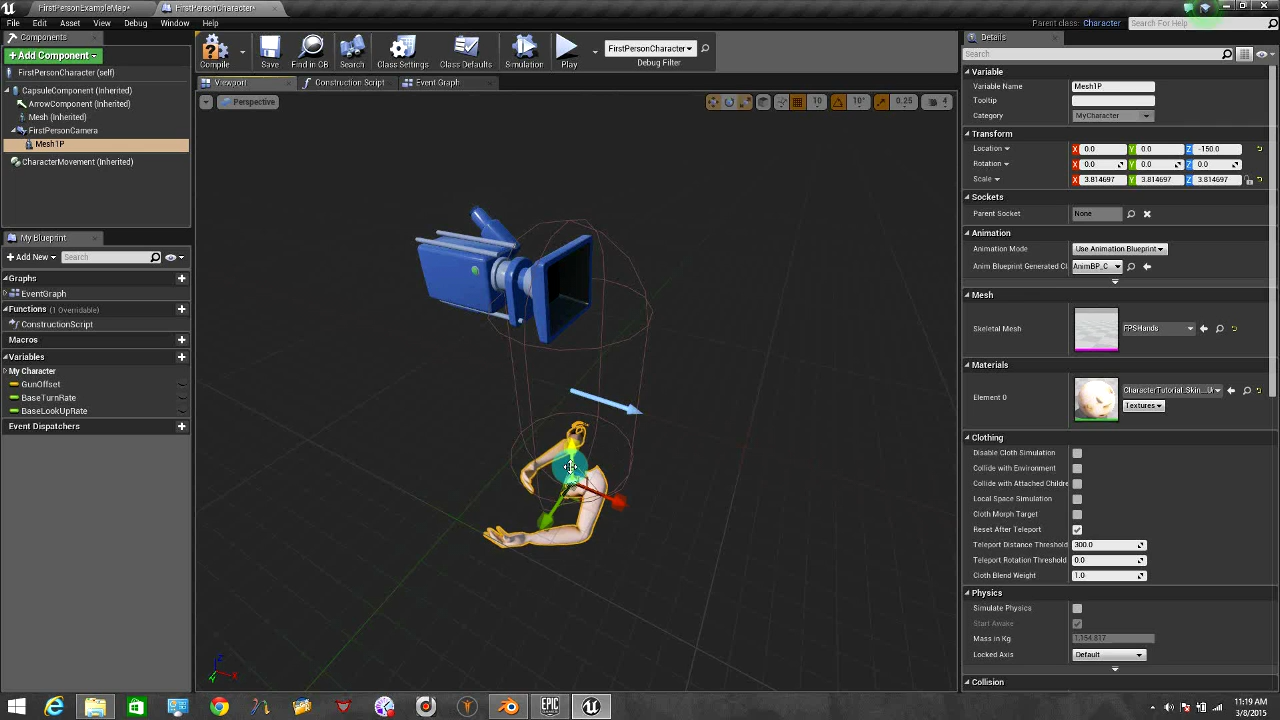 FirstPersonExampleMap*
FirstPersonCharacter*
File Edit Asset View Debug Window Help
Parent class: Character
Search For Help
Components
Add Component
FirstPersonCharacter (self)
CapsuleComponent (Inherited)
ArrowComponent (Inherited)
Mesh (Inherited)
FirstPersonCamera
Mesh1P
CharacterMovement (Inherited)
My Blueprint
Add New Search
Graphs
EventGraph
Functions (1 Overridable)
ConstructionScript
Macros
Variables
My Character
GunOffset
BaseTurnRate
BaseLookUpRate
Event Dispatchers
Compile Save Find in CB Search Class Settings Class Defaults Simulation Play
FirstPersonCharacter
Debug Filter
Viewport Construction Script Event Graph
Perspective
10 10° 0.25 4
Z X
Details
Search
Variable
Variable Name Mesh1P
Tooltip
Category MyCharacter
Transform
Location X 0.0 Y 0.0 Z -150.0
Rotation X 0.0 Y 0.0 Z 0.0
Scale X 3.814697 Y 3.814697 Z 3.814697
Sockets
Parent Socket None
Animation
Animation Mode Use Animation Blueprint
Anim Blueprint Generated Cl AnimBP_C
Mesh
Skeletal Mesh FPSHands
Materials
Element 0 CharacterTutorial_Skin_
Textures
Clothing
Disable Cloth Simulation
Collide with Environment
Collide with Attached Childre
Local Space Simulation
Cloth Morph Target
Reset After Teleport
Teleport Distance Threshold 300.0
Teleport Rotation Threshold 0.0
Cloth Blend Weight 1.0
Physics
Simulate Physics
Start Awake
Mass in Kg
Locked Axis Default
Collision
EPIC
11:19 AM
3/8/2015